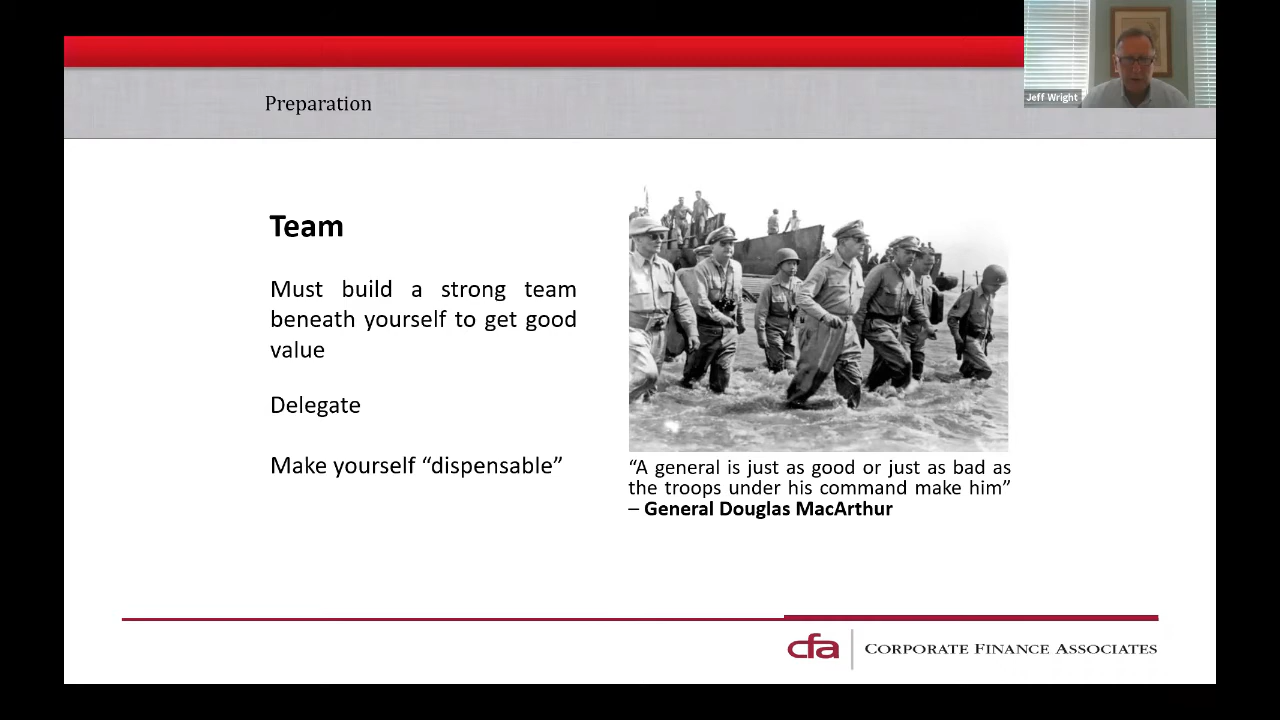 Jeff Wright
Preparation
Team
Must build a strong team
beneath yourself to get good
value
Delegate
Make yourself “dispensable”
“A general is just as good or just as bad as
the troops under his command make him”
– General Douglas MacArthur
cfa
CORPORATE FINANCE ASSOCIATES